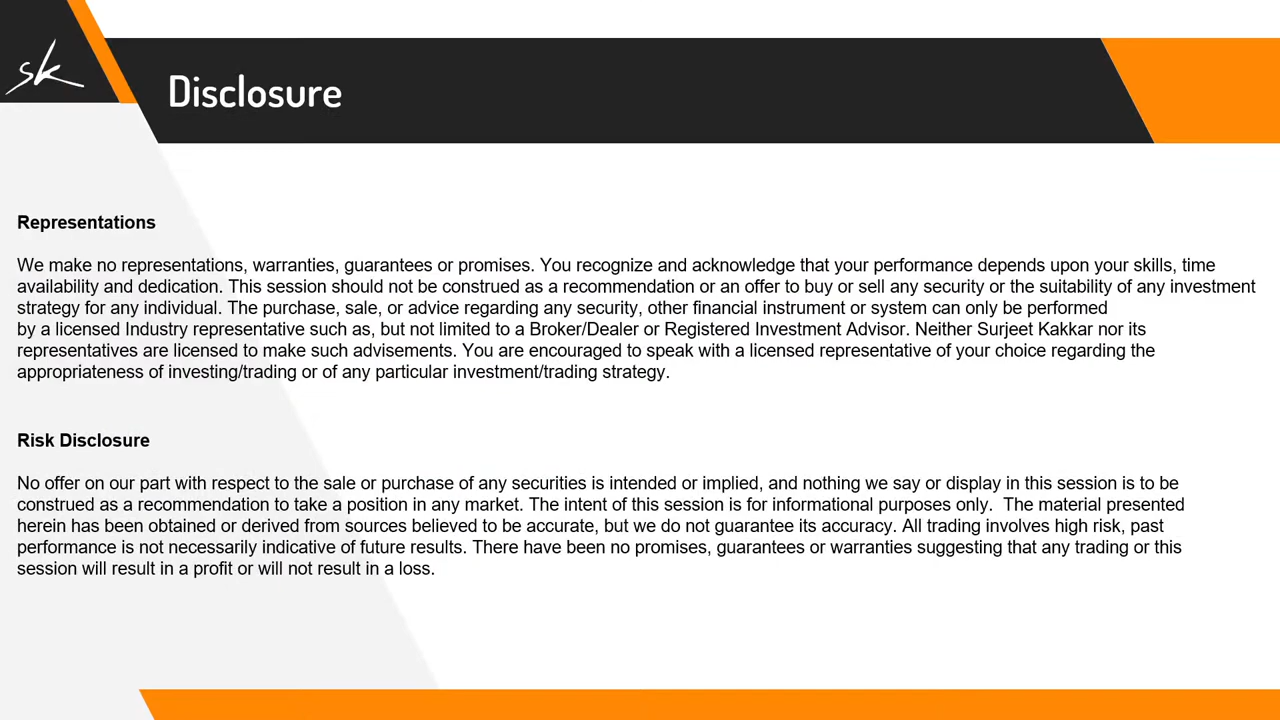 sk
Disclosure
Representations
We make no representations, warranties, guarantees or promises. You recognize and acknowledge that your performance depends upon your skills, time
availability and dedication. This session should not be construed as a recommendation or an offer to buy or sell any security or the suitability of any investment
strategy for any individual. The purchase, sale, or advice regarding any security, other financial instrument or system can only be performed
by a licensed Industry representative such as, but not limited to a Broker/Dealer or Registered Investment Advisor. Neither Surjeet Kakkar nor its
representatives are licensed to make such advisements. You are encouraged to speak with a licensed representative of your choice regarding the
appropriateness of investing/trading or of any particular investment/trading strategy.
Risk Disclosure
No offer on our part with respect to the sale or purchase of any securities is intended or implied, and nothing we say or display in this session is to be
construed as a recommendation to take a position in any market. The intent of this session is for informational purposes only.  The material presented
herein has been obtained or derived from sources believed to be accurate, but we do not guarantee its accuracy. All trading involves high risk, past
performance is not necessarily indicative of future results. There have been no promises, guarantees or warranties suggesting that any trading or this
session will result in a profit or will not result in a loss.